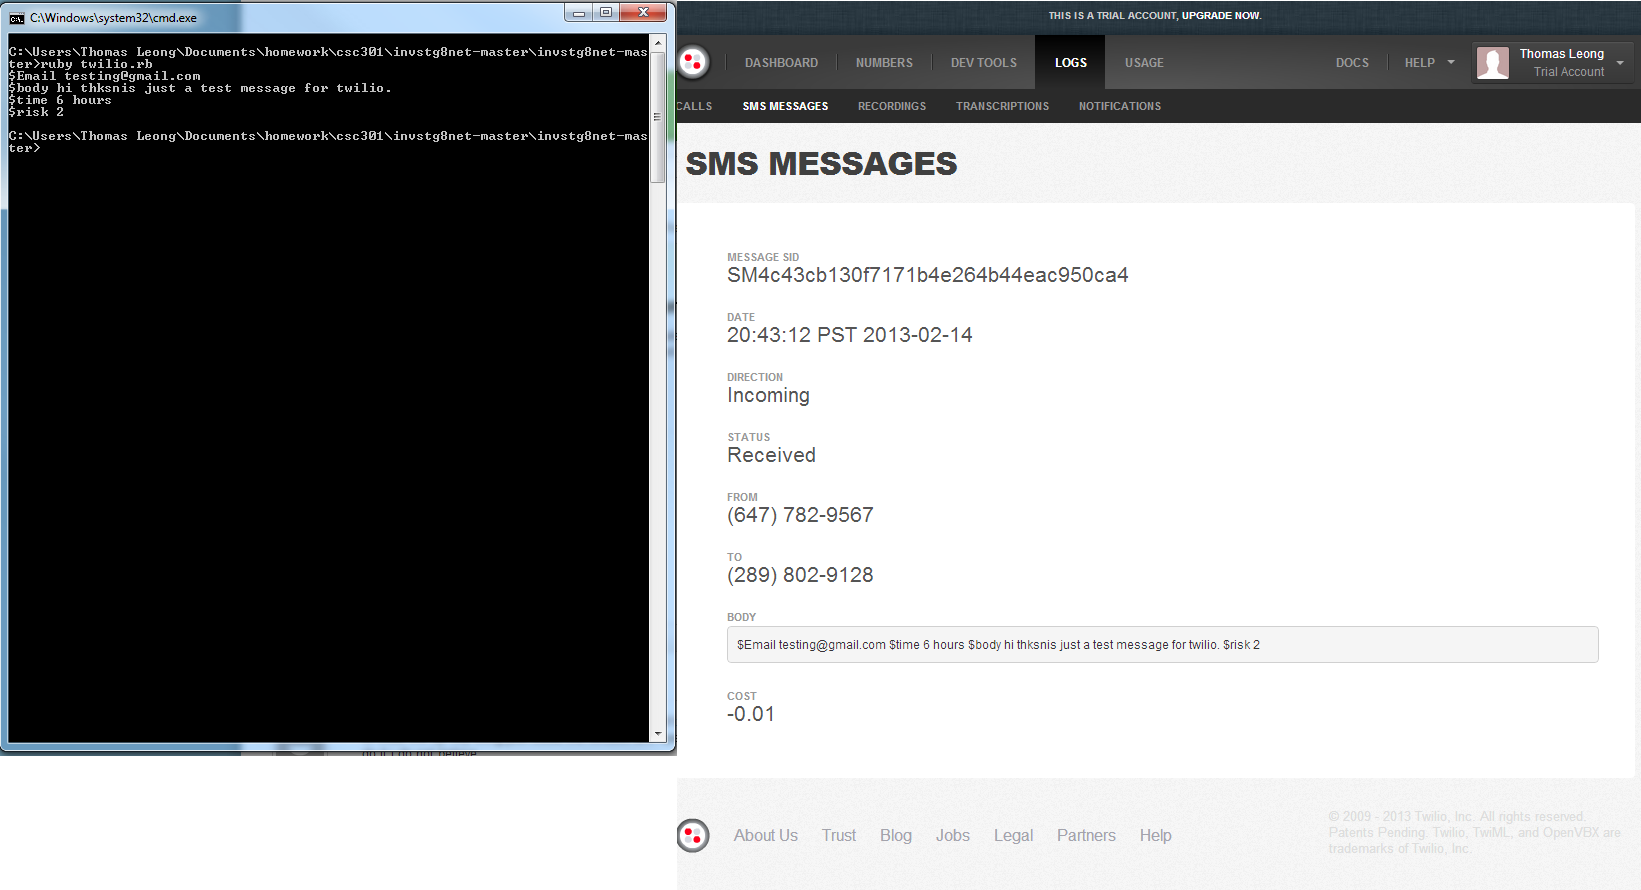 C:\Windows\system32\cmd.exe
C:\Users\Thomas Leong\Documents\homework\csc301\invstg8net-master\invstg8net-mas
ter>ruby twilio.rb
$Email testing@gmail.com
$body hi thksnis just a test message for twilio.
$time 6 hours
$risk 2
C:\Users\Thomas Leong\Documents\homework\csc301\invstg8net-master\invstg8net-mas
ter>
THIS IS A TRIAL ACCOUNT, UPGRADE NOW.
DASHBOARD NUMBERS DEV TOOLS LOGS USAGE DOCS HELP
Thomas Leong
Trial Account
CALLS SMS MESSAGES RECORDINGS TRANSCRIPTIONS NOTIFICATIONS
SMS MESSAGES
MESSAGE SID
SM4c43cb130f7171b4e264b44eac950ca4
DATE
20:43:12 PST 2013-02-14
DIRECTION
Incoming
STATUS
Received
FROM
(647) 782-9567
TO
(289) 802-9128
BODY
$Email testing@gmail.com $time 6 hours $body hi thksnis just a test message for twilio. $risk 2
COST
-0.01
About Us Trust Blog Jobs Legal Partners Help
© 2009 - 2013 Twilio, Inc. All rights reserved.
Patents Pending. Twilio, TwiML, and OpenVBX are
trademarks of Twilio, Inc.